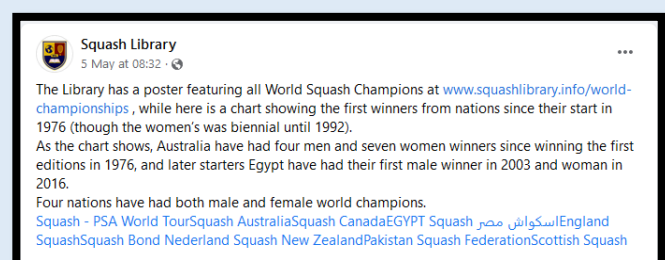 Squash Library
5 May at 08:32 ·
The Library has a poster featuring all World Squash Champions at www.squashlibrary.info/world-
championships , while here is a chart showing the first winners from nations since their start in
1976 (though the women's was biennial until 1992).
As the chart shows, Australia have had four men and seven women winners since winning the first
editions in 1976, and later starters Egypt have had their first male winner in 2003 and woman in
2016.
Four nations have had both male and female world champions.
Squash - PSA World TourSquash AustraliaSquash CanadaEGYPT Squash اسكواش مصرEngland
SquashSquash Bond Nederland Squash New ZealandPakistan Squash FederationScottish Squash